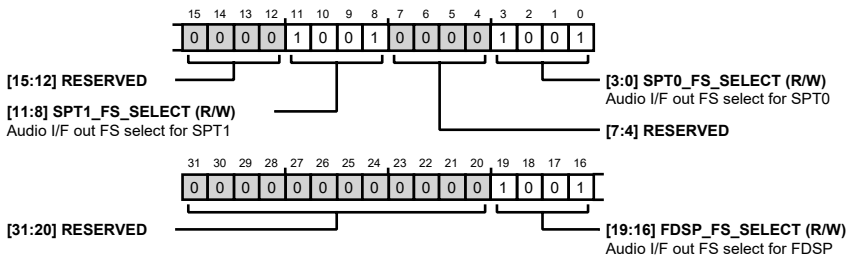 15 14 13 12 11 10 9 8 7 6 5 4 3 2 1 0
0 0 0 0 1 0 0 1 0 0 0 0 1 0 0 1
[15:12] RESERVED
[3:0] SPT0_FS_SELECT (R/W)
Audio I/F out FS select for SPT0
[11:8] SPT1_FS_SELECT (R/W)
Audio I/F out FS select for SPT1
[7:4] RESERVED
31 30 29 28 27 26 25 24 23 22 21 20 19 18 17 16
0 0 0 0 0 0 0 0 0 0 0 0 1 0 0 1
[31:20] RESERVED
[19:16] FDSP_FS_SELECT (R/W)
Audio I/F out FS select for FDSP